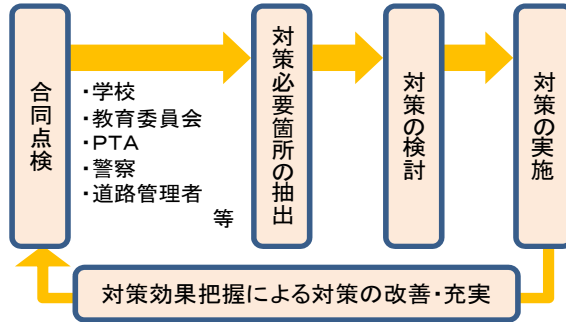 合同点検
・学校
・教育委員会
・PTA
・警察
・道路管理者
等
対策必要箇所の抽出
対策の検討
対策の実施
対策効果把握による対策の改善・充実